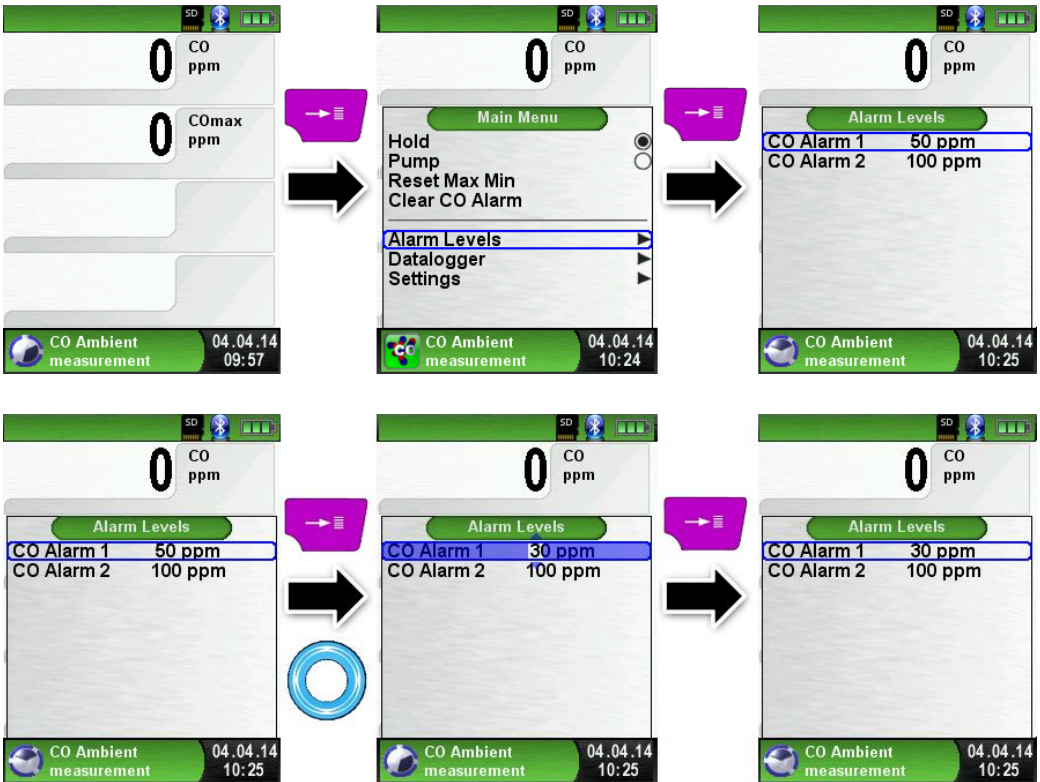 SD
0 CO
ppm
0 COmax
ppm
CO Ambient
measurement
04.04.14
09:57
SD
0 CO
ppm
Main Menu
Hold
Pump
Reset Max Min
Clear CO Alarm
Alarm Levels
Datalogger
Settings
CO
CO Ambient
measurement
04.04.14
10:24
SD
0 CO
ppm
Alarm Levels
CO Alarm 1 50 ppm
CO Alarm 2 100 ppm
CO Ambient
measurement
04.04.14
10:25
SD
0 CO
ppm
Alarm Levels
CO Alarm 1 50 ppm
CO Alarm 2 100 ppm
CO Ambient
measurement
04.04.14
10:25
SD
0 CO
ppm
Alarm Levels
CO Alarm 1 30 ppm
CO Alarm 2 100 ppm
CO Ambient
measurement
04.04.14
10:25
SD
0 CO
ppm
Alarm Levels
CO Alarm 1 30 ppm
CO Alarm 2 100 ppm
CO Ambient
measurement
04.04.14
10:25